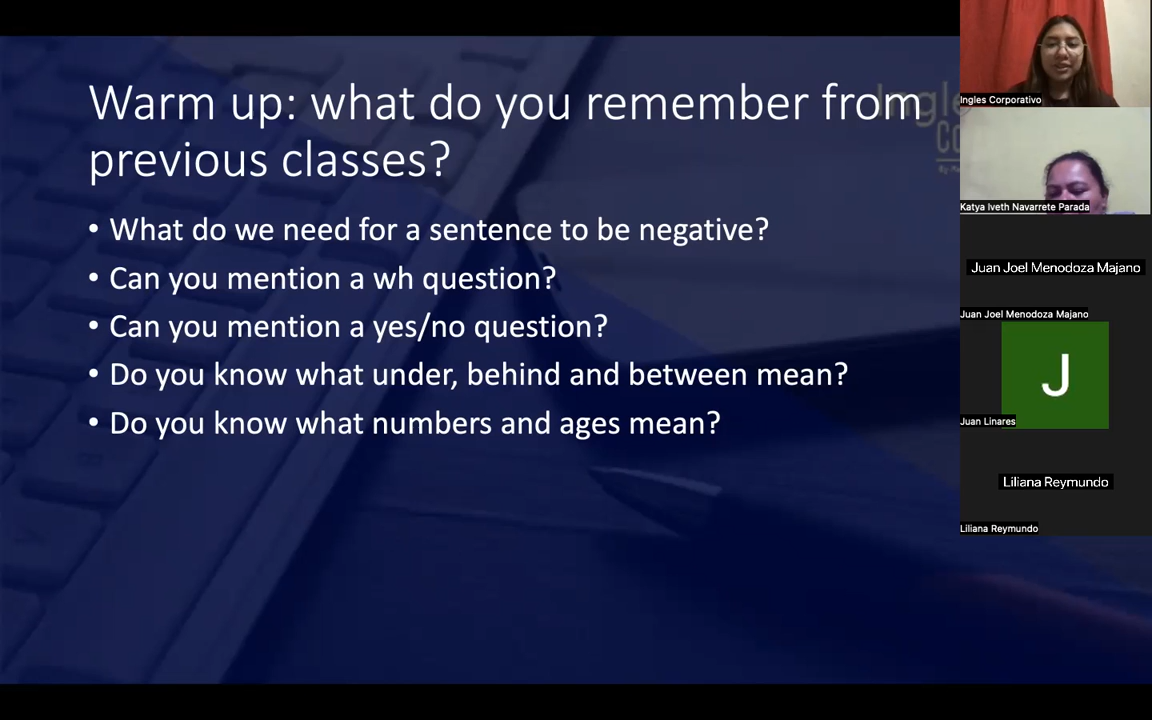 Warm up: what do you remember from
previous classes?
• What do we need for a sentence to be negative?
• Can you mention a wh question?
• Can you mention a yes/no question?
• Do you know what under, behind and between mean?
• Do you know what numbers and ages mean?
Ingles Corporativo
Katya Iveth Navarrete Parada
Juan Joel Menodoza Majano
Juan Joel Menodoza Majano
J
Juan Linares
Liliana Reymundo
Liliana Reymundo